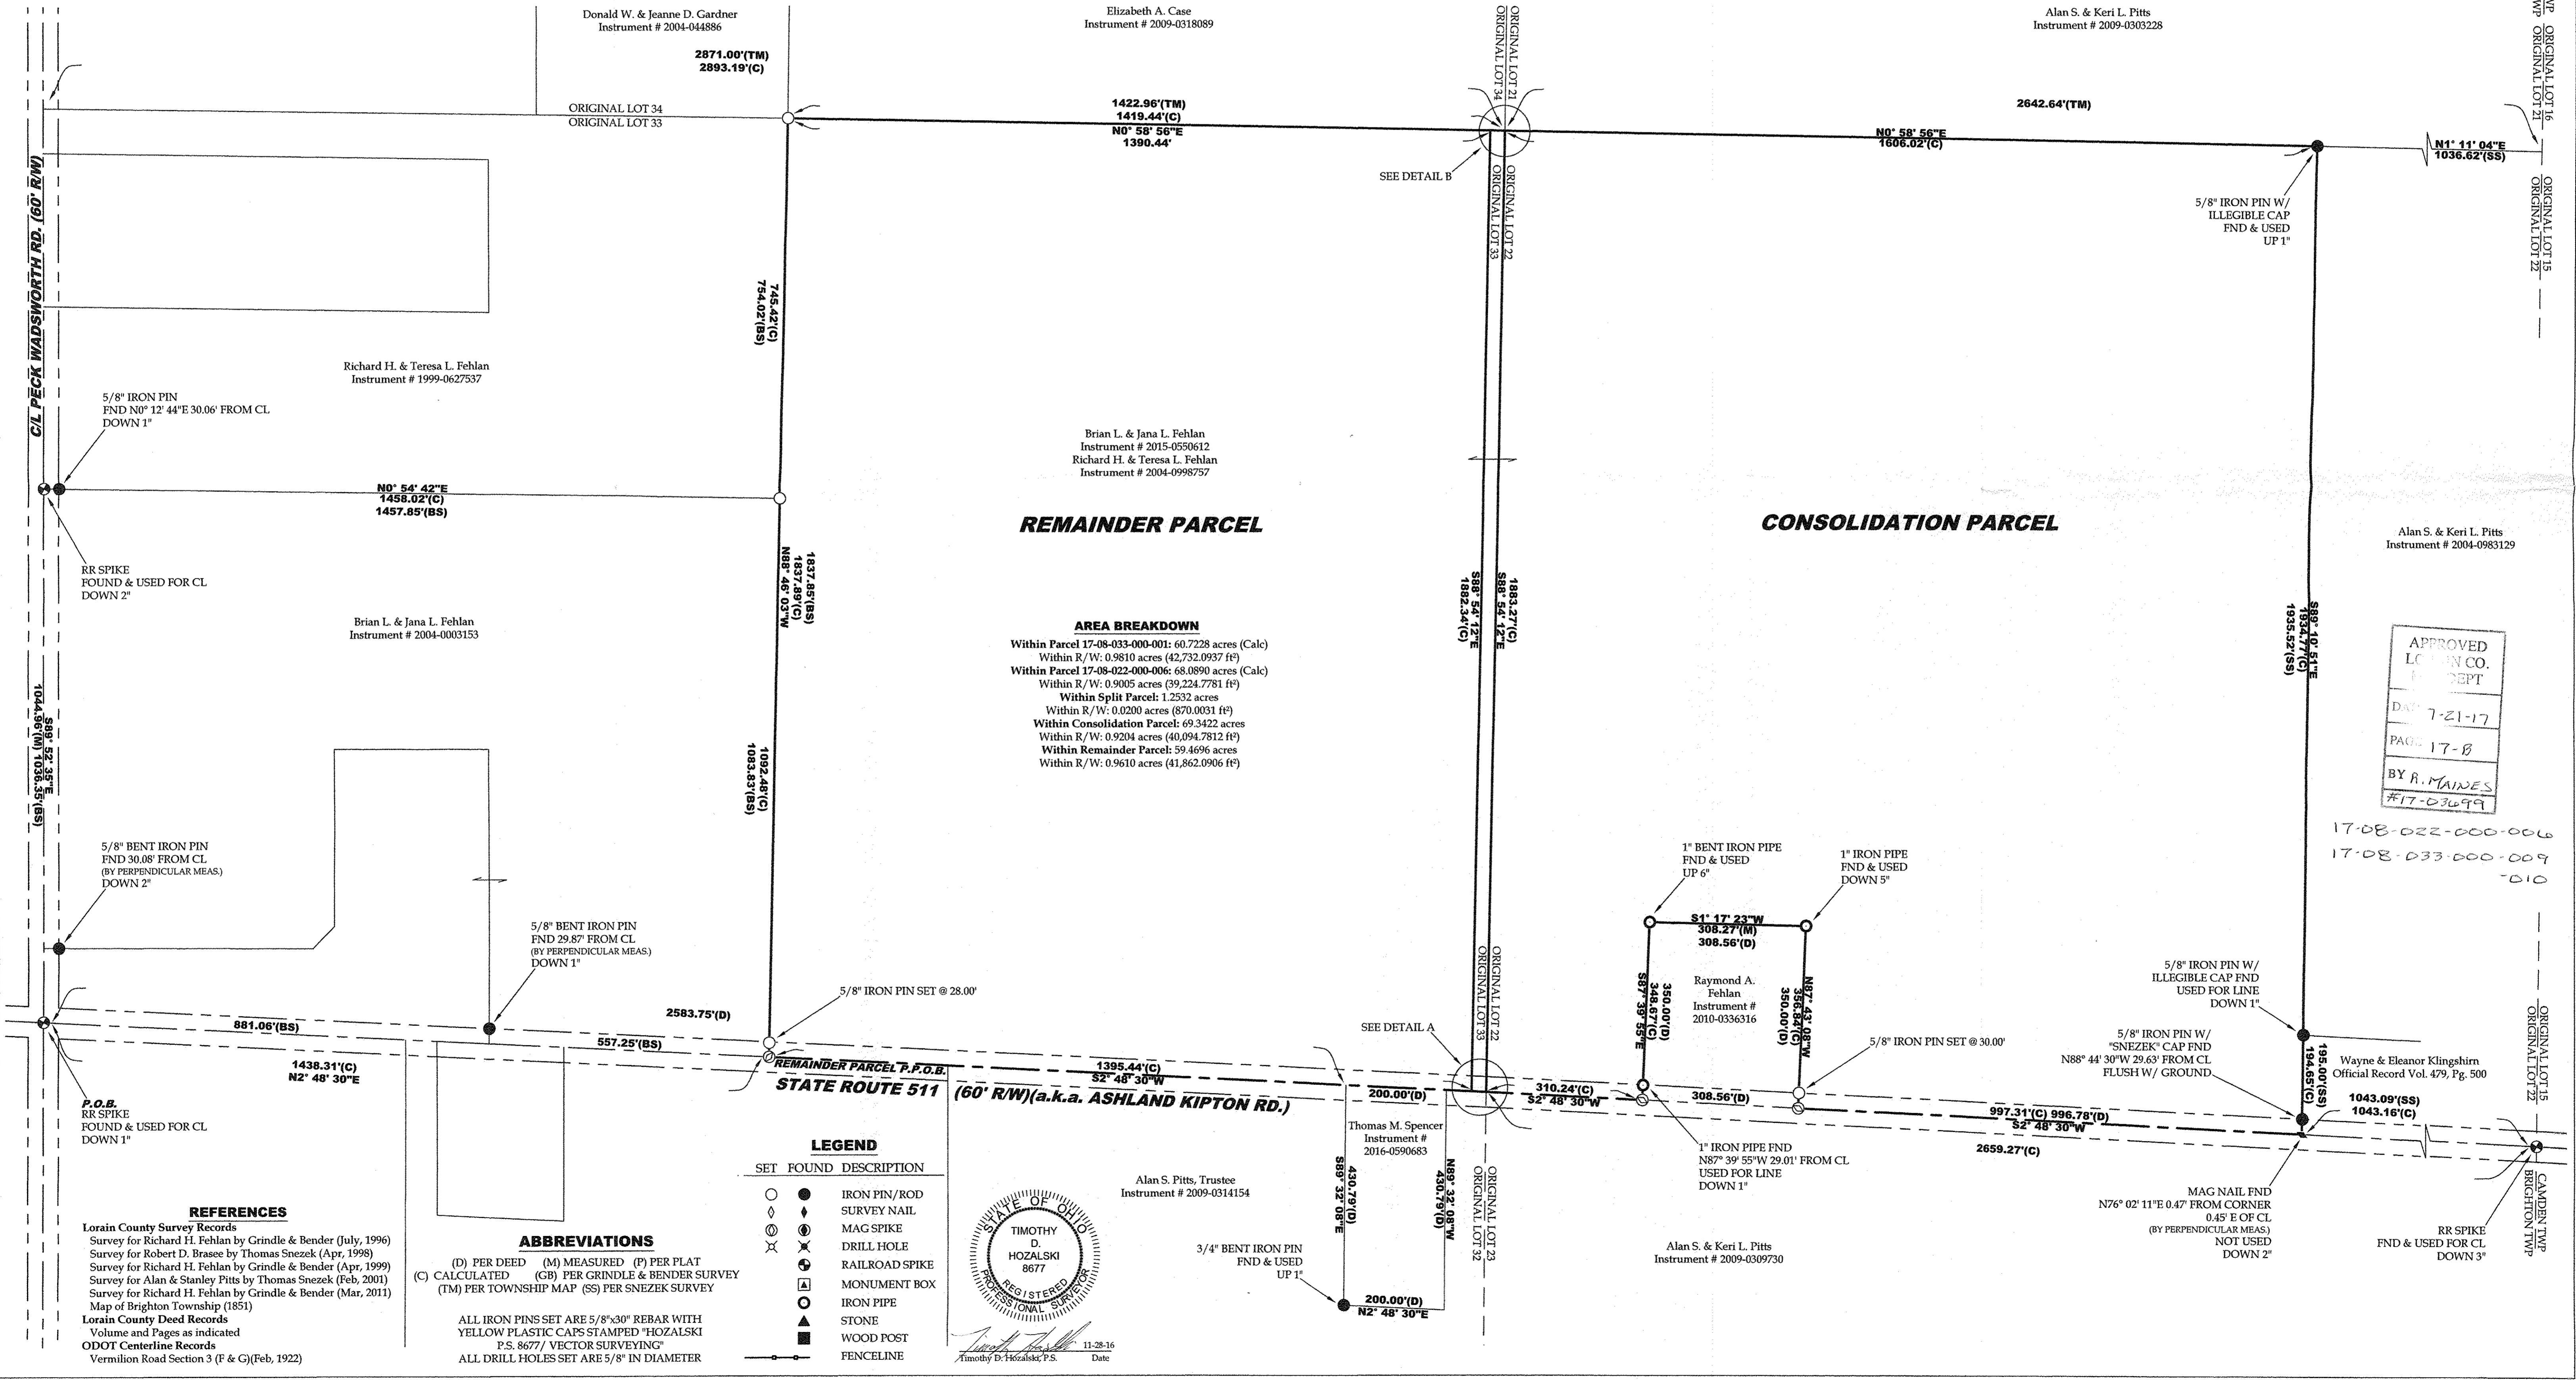 Donald W. & Jeanne D. Gardner
Instrument # 2004-044886
2871.00'(TM)
2893.19'(C)
Elizabeth A. Case
Instrument # 2009-0318089
ORIGINAL LOT 21
ORIGINAL LOT 34
Alan S. & Keri L. Pitts
Instrument # 2009-0303228
ORIGINAL LOT 16
ORIGINAL LOT 21
ORIGINAL LOT 34
ORIGINAL LOT 33
1422.96'(TM)
1419.44'(C)
N0° 58' 56"E
1390.44'
2642.64'(TM)
N0° 58' 56"E
1606.02'(C)
N1° 11' 04"E
1036.62'(SS)
SEE DETAIL B
ORIGINAL LOT 22
ORIGINAL LOT 33
5/8" IRON PIN W/
ILLEGIBLE CAP
FND & USED
UP 1"
ORIGINAL LOT 15
ORIGINAL LOT 22
C/L PECK WADSWORTH RD. (60' R/W)
745.42'(C)
754.02'(BS)
Richard H. & Teresa L. Fehlan
Instrument # 1999-0627537
5/8" IRON PIN
FND N0° 12' 44"E 30.06' FROM CL
DOWN 1"
Brian L. & Jana L. Fehlan
Instrument # 2015-0550612
Richard H. & Teresa L. Fehlan
Instrument # 2004-0998757
N0° 54' 42"E
1458.02'(C)
1457.85'(BS)
REMAINDER PARCEL
CONSOLIDATION PARCEL
Alan S. & Keri L. Pitts
Instrument # 2004-0983129
RR SPIKE
FOUND & USED FOR CL
DOWN 2"
1837.85'(BS)
1837.89'(C)
N88° 46' 03"W
1883.27'(C)
S88° 54' 12"E
S88° 54' 12"E
1882.34'(C)
S89° 10' 51"E
1934.77'(C)
1935.52'(SS)
Brian L. & Jana L. Fehlan
Instrument # 2004-0003153
AREA BREAKDOWN
Within Parcel 17-08-033-000-001: 60.7228 acres (Calc)
Within R/W: 0.9810 acres (42,732.0937 ft²)
Within Parcel 17-08-022-000-006: 68.0890 acres (Calc)
Within R/W: 0.9005 acres (39,224.7781 ft²)
Within Split Parcel: 1.2532 acres
Within R/W: 0.0200 acres (870.0031 ft²)
Within Consolidation Parcel: 69.3422 acres
Within R/W: 0.9204 acres (40,094.7812 ft²)
Within Remainder Parcel: 59.4696 acres
Within R/W: 0.9610 acres (41,862.0906 ft²)
APPROVED
CO.
7-21-17
17-B
BY R. MAINES
#17-03699
17-08-022-000-006
17-08-033-000-009
-010
S89° 52' 35"E
1044.96'(M) 1036.35'(BS)
1092.48'(C)
1083.83'(BS)
5/8" BENT IRON PIN
FND 30.08' FROM CL
(BY PERPENDICULAR MEAS.)
DOWN 2"
5/8" BENT IRON PIN
FND 29.87' FROM CL
(BY PERPENDICULAR MEAS.)
DOWN 1"
1" BENT IRON PIPE
FND & USED
UP 6"
1" IRON PIPE
FND & USED
DOWN 5"
S1° 17' 23"W
308.27'(M)
308.56'(D)
350.00'(D)
348.67'(C)
S87° 39' 55"E
Raymond A.
Fehlan
Instrument #
2010-0336316
N87° 43' 08"W
356.84'(C)
350.00'(D)
5/8" IRON PIN W/
ILLEGIBLE CAP FND
USED FOR LINE
DOWN 1"
5/8" IRON PIN W/
"SNEZEK" CAP FND
N88° 44' 30"W 29.63' FROM CL
FLUSH W/ GROUND
195.00'(SS)
194.65'(C)
Wayne & Eleanor Klingshirn
Official Record Vol. 479, Pg. 500
ORIGINAL LOT 15
ORIGINAL LOT 22
ORIGINAL LOT 22
ORIGINAL LOT 33
5/8" IRON PIN SET @ 28.00'
SEE DETAIL A
5/8" IRON PIN SET @ 30.00'
881.06'(BS)
2583.75'(D)
557.25'(BS)
1438.31'(C)
N2° 48' 30"E
REMAINDER PARCEL P.P.O.B.
1395.44'(C)
S2° 48' 30"W
STATE ROUTE 511 (60' R/W)(a.k.a. ASHLAND KIPTON RD.)
200.00'(D)
310.24'(C)
S2° 48' 30"W
308.56'(D)
997.31'(C) 996.78'(D)
S2° 48' 30"W
2659.27'(C)
1043.09'(SS)
1043.16'(C)
P.O.B.
RR SPIKE
FOUND & USED FOR CL
DOWN 1"
Thomas M. Spencer
Instrument #
2016-0590683
430.79'(D)
S89° 32' 08"E
N89° 32' 08"W
430.79'(D)
ORIGINAL LOT 23
ORIGINAL LOT 32
1" IRON PIPE FND
N87° 39' 55"W 29.01' FROM CL
USED FOR LINE
DOWN 1"
MAG NAIL FND
N76° 02' 11"E 0.47' FROM CORNER
0.45' E OF CL
(BY PERPENDICULAR MEAS.)
NOT USED
DOWN 2"
CAMDEN TWP
BRIGHTON TWP
RR SPIKE
FND & USED FOR CL
DOWN 3"
Alan S. Pitts, Trustee
Instrument # 2009-0314154
Alan S. & Keri L. Pitts
Instrument # 2009-0309730
3/4" BENT IRON PIN
FND & USED
UP 1"
200.00'(D)
N2° 48' 30"E
REFERENCES
Lorain County Survey Records
Survey for Richard H. Fehlan by Grindle & Bender (July, 1996)
Survey for Robert D. Brasee by Thomas Snezek (Apr, 1998)
Survey for Richard H. Fehlan by Grindle & Bender (Apr, 1999)
Survey for Alan & Stanley Pitts by Thomas Snezek (Feb, 2001)
Survey for Richard H. Fehlan by Grindle & Bender (Mar, 2011)
Map of Brighton Township (1851)
Lorain County Deed Records
Volume and Pages as indicated
ODOT Centerline Records
Vermilion Road Section 3 (F & G)(Feb, 1922)
ABBREVIATIONS
(D) PER DEED (M) MEASURED (P) PER PLAT
(C) CALCULATED (GB) PER GRINDLE & BENDER SURVEY
(TM) PER TOWNSHIP MAP (SS) PER SNEZEK SURVEY
ALL IRON PINS SET ARE 5/8"x30" REBAR WITH
YELLOW PLASTIC CAPS STAMPED "HOZALSKI
P.S. 8677/ VECTOR SURVEYING"
ALL DRILL HOLES SET ARE 5/8" IN DIAMETER
LEGEND
SET FOUND DESCRIPTION
IRON PIN/ROD
SURVEY NAIL
MAG SPIKE
DRILL HOLE
RAILROAD SPIKE
MONUMENT BOX
IRON PIPE
STONE
WOOD POST
FENCELINE
STATE OF OHIO
TIMOTHY
D.
HOZALSKI
8677
REGISTERED
PROFESSIONAL SURVEYOR
11-28-16
Timothy D. Hozalski, P.S. Date